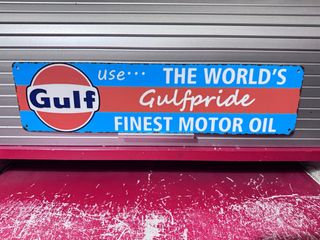 Gulf
use... THE WORLD'S
Gulfpride
FINEST MOTOR OIL